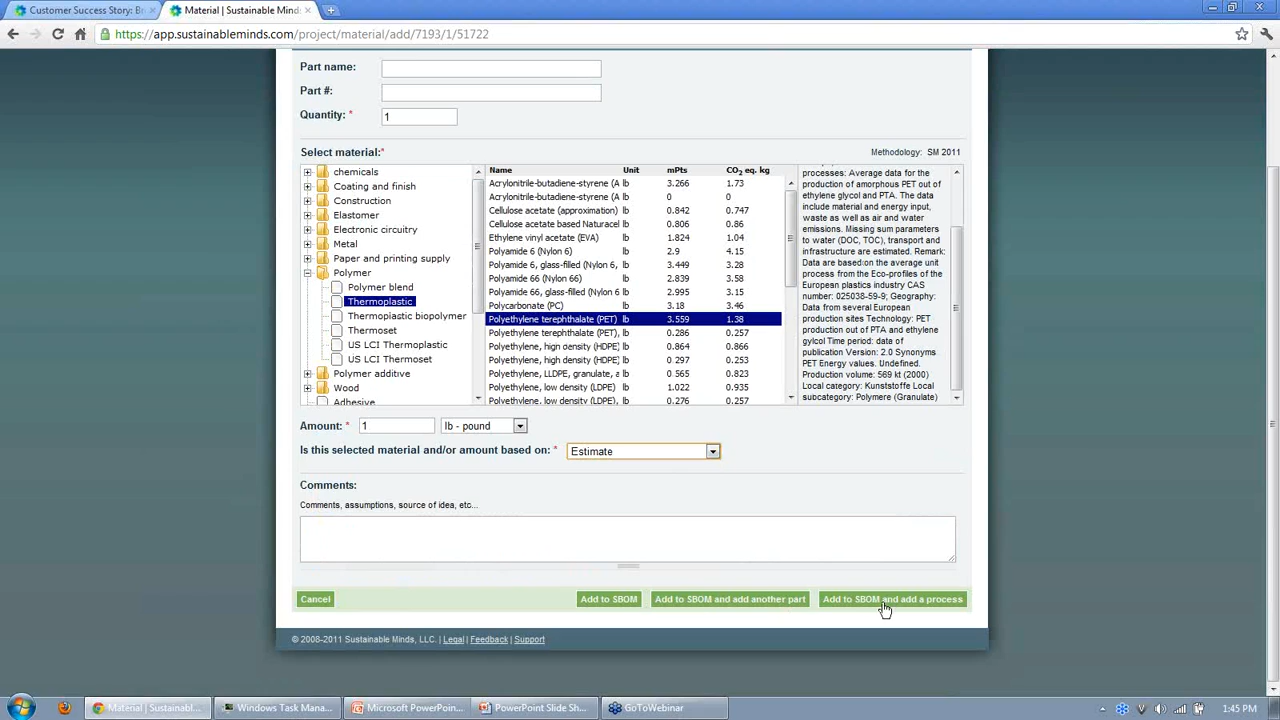 Customer Success Story: B
Material | Sustainable Minds:
https://app.sustainableminds.com/project/material/add/7193/1/51722
Part name:
Part #:
Quantity: * 1
Select material:*
Methodology: SM 2011
chemicals
Coating and finish
Construction
Elastomer
Electronic circuitry
Metal
Paper and printing supply
Polymer
Polymer blend
Thermoplastic
Thermoplastic biopolymer
Thermoset
US LCI Thermoplastic
US LCI Thermoset
Polymer additive
Wood
Adhesive
Name Unit mPts CO2 eq. kg
Acrylonitrile-butadiene-styrene (A lb 3.266 1.73
Acrylonitrile-butadiene-styrene (A lb 0 0
Cellulose acetate (approximation) lb 0.842 0.747
Cellulose acetate based Naturacel lb 0.806 0.86
Ethylene vinyl acetate (EVA) lb 1.824 1.04
Polyamide 6 (Nylon 6) lb 2.9 4.15
Polyamide 6, glass-filled (Nylon 6, lb 3.449 3.28
Polyamide 66 (Nylon 66) lb 2.839 3.58
Polyamide 66, glass-filled (Nylon 6 lb 2.995 3.15
Polycarbonate (PC) lb 3.18 3.46
Polyethylene terephthalate (PET) lb 3.559 1.38
Polyethylene terephthalate (PET), lb 0.286 0.257
Polyethylene, high density (HDPE) lb 0.864 0.866
Polyethylene, high density (HDPE) lb 0.297 0.253
Polyethylene, LLDPE, granulate, a lb 0.565 0.823
Polyethylene, low density (LDPE) lb 1.022 0.935
Polyethylene, low density (LDPE), lb 0.276 0.257
processes: Average data for the
production of amorphous PET out of
ethylene glycol and PTA. The data
include material and energy input,
waste as well as air and water
emissions. Missing sum parameters
to water (DOC, TOC), transport and
infrastructure are estimated. Remark:
Data are based on the average unit
process from the Eco-profiles of the
European plastics industry CAS
number: 025038-59-9; Geography:
Data from several European
production sites Technology: PET
production out of PTA and ethylene
gylcol Time period: date of
publication Version: 2.0 Synonyms
PET Energy values. Undefined.
Production volume: 569 kt (2000)
Local category: Kunststoffe Local
subcategory: Polymere (Granulate)
Amount: * 1 lb - pound
Is this selected material and/or amount based on: * Estimate
Comments:
Comments, assumptions, source of idea, etc...
Cancel
Add to SBOM
Add to SBOM and add another part
Add to SBOM and add a process
© 2008-2011 Sustainable Minds, LLC. | Legal | Feedback | Support
Material | Sustainabl...
Windows Task Mana...
Microsoft PowerPoin...
PowerPoint Slide Sh...
GoToWebinar
1:45 PM